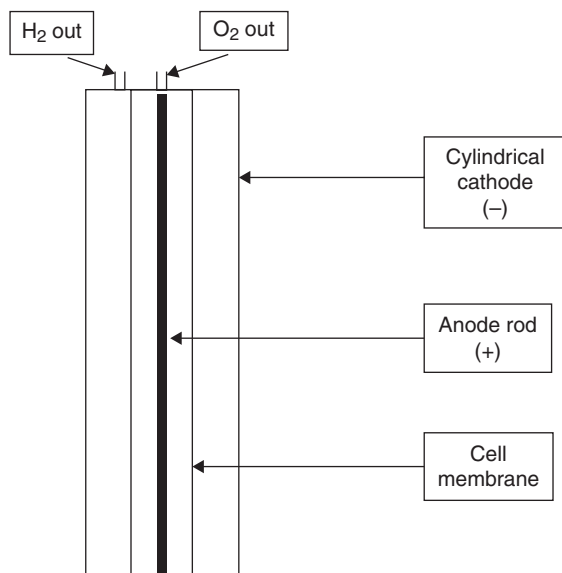 H₂ out
O₂ out
Cylindrical
cathode
(–)
Anode rod
(+)
Cell
membrane